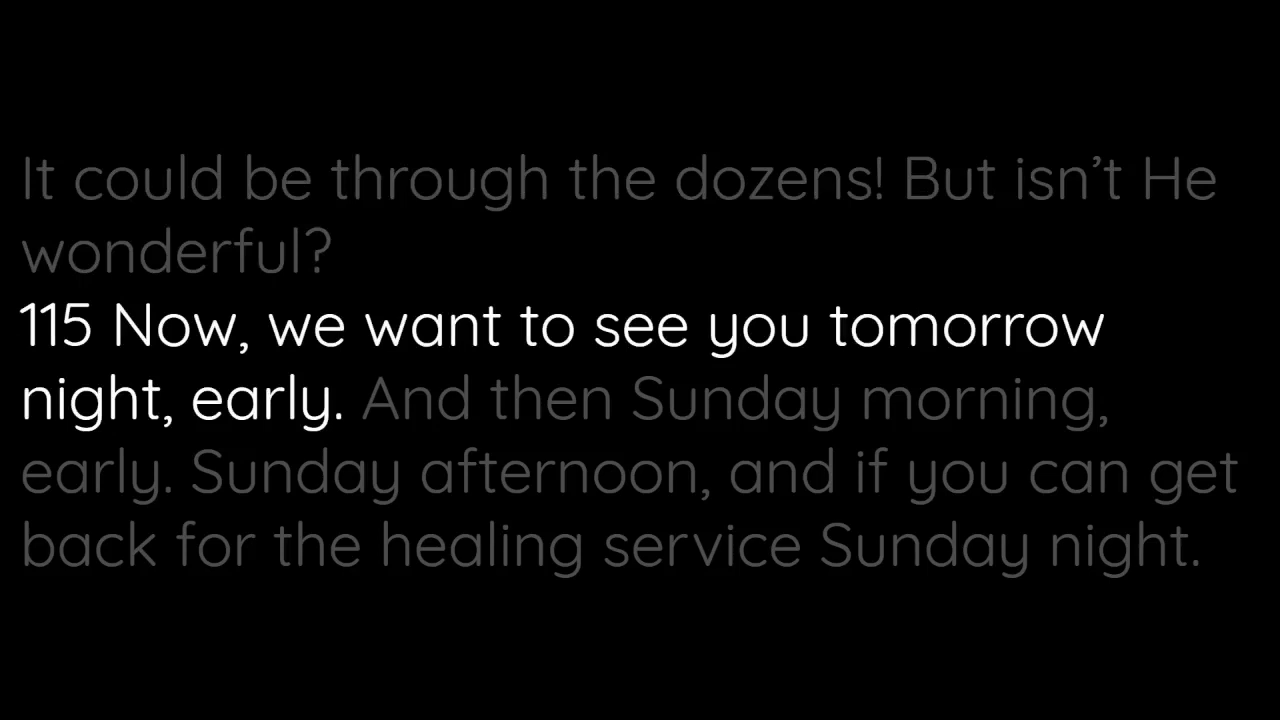 It could be through the dozens! But isn’t He
wonderful?
115 Now, we want to see you tomorrow
night, early. And then Sunday morning,
early. Sunday afternoon, and if you can get
back for the healing service Sunday night.